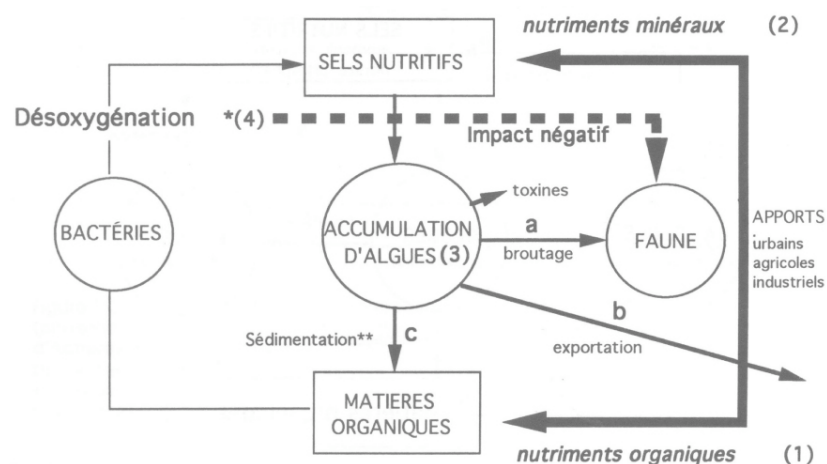 nutriments minéraux (2)
SELS NUTRITIFS
Désoxygénation *(4)
Impact négatif
toxines
BACTÉRIES
ACCUMULATION
D'ALGUES (3)
a
broutage
FAUNE
APPORTS
urbains
agricoles
industriels
b
exportation
Sédimentation**
c
MATIERES
ORGANIQUES
nutriments organiques (1)